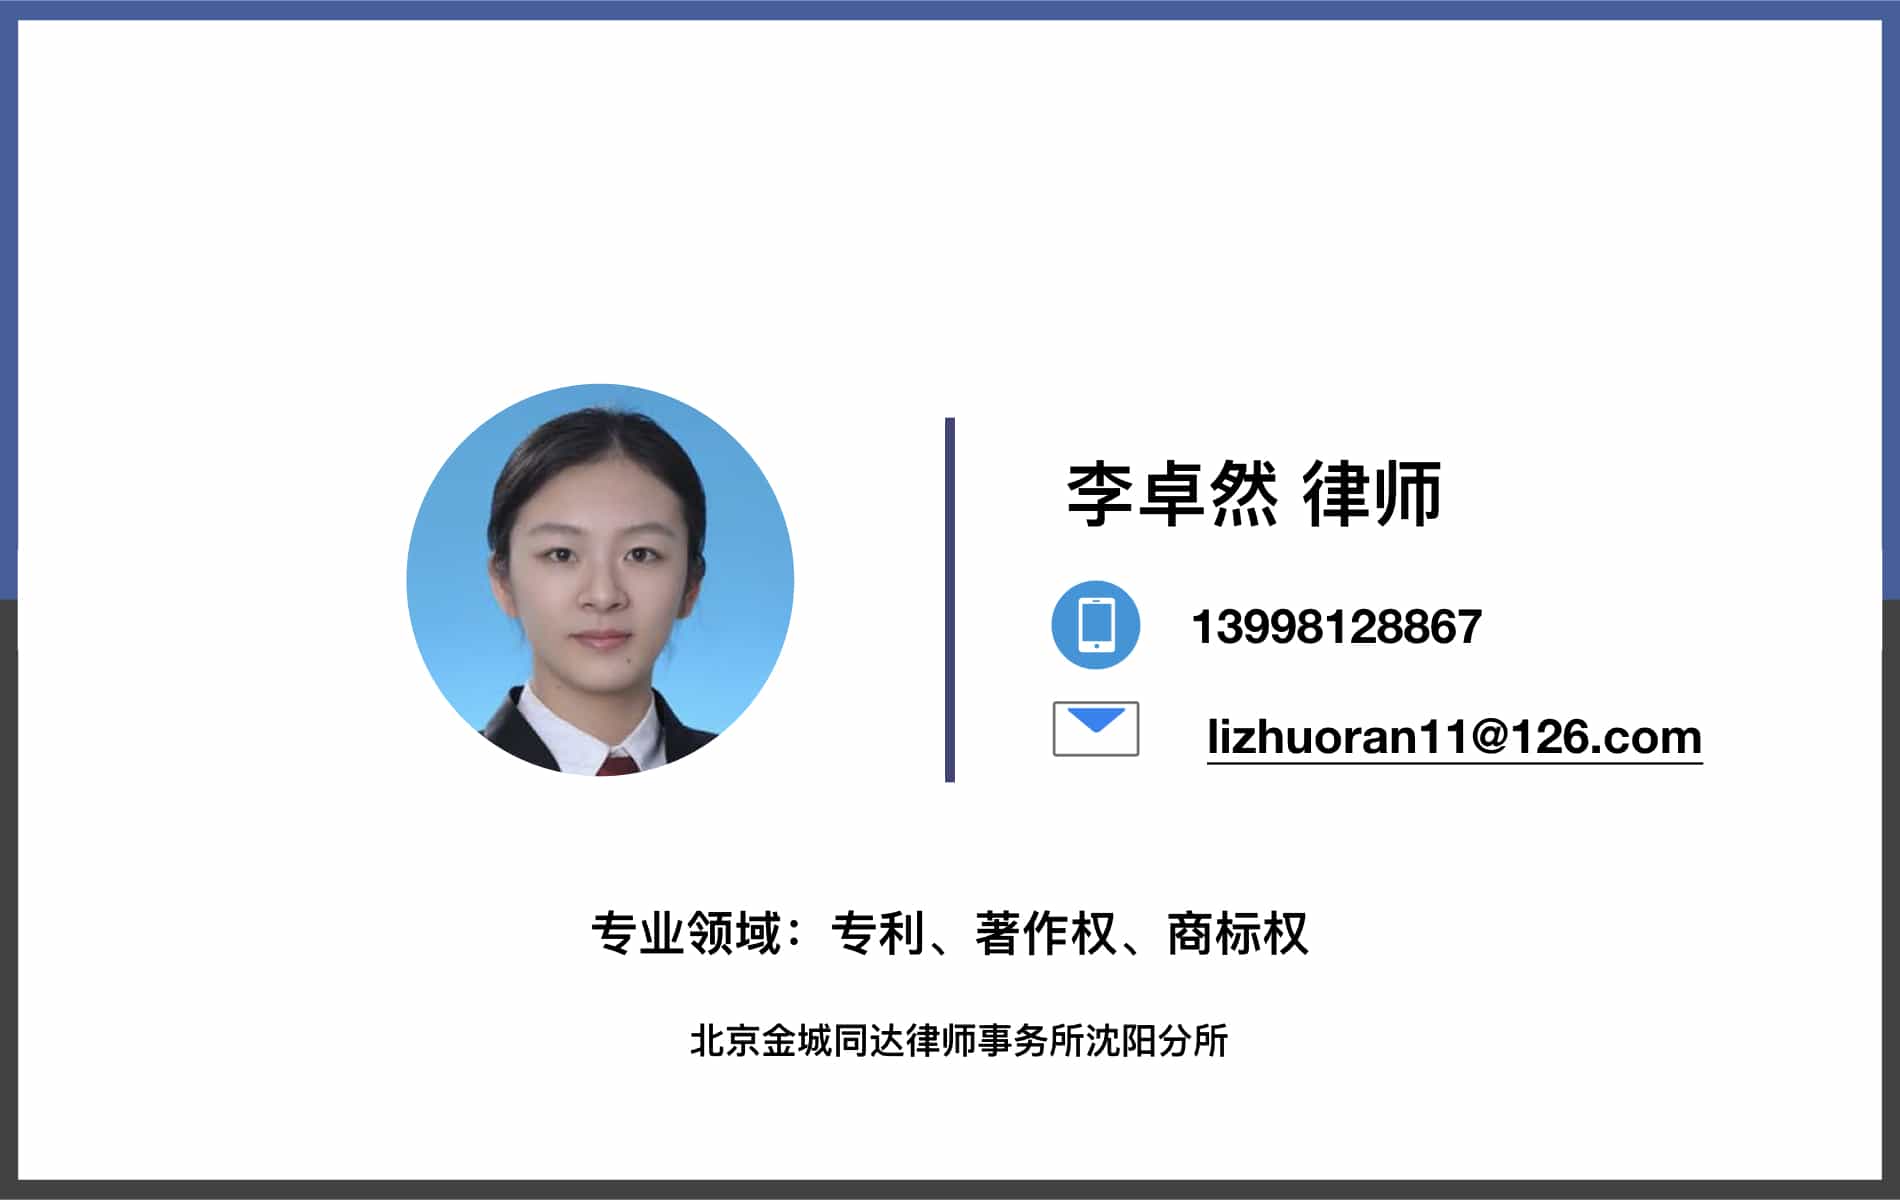 李卓然 律师
13998128867
lizhuoran11@126.com
专业领域：专利、著作权、商标权
北京金城同达律师事务所沈阳分所